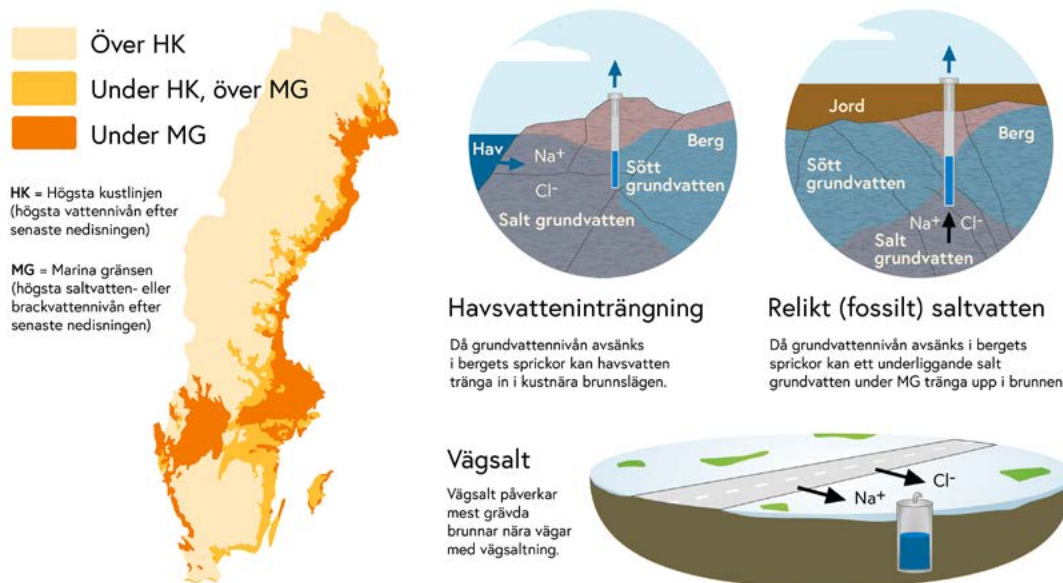 Över HK
Under HK, över MG
Under MG
HK = Högsta kustlinjen
(högsta vattennivån efter
senaste nedisningen)
MG = Marina gränsen
(högsta saltvatten- eller
brackvattennivån efter
senaste nedisningen)
Hav
Na⁺
Cl⁻
Berg
Sött
grundvatten
Salt grundvatten
Havsvatteninträngning
Då grundvattennivån avsänks
i bergets sprickor kan havsvatten
tränga in i kustnära brunnslägen.
Jord
Berg
Sött
grundvatten
Na⁺ Cl⁻
Salt
grundvatten
Relikt (fossilt) saltvatten
Då grundvattennivån avsänks i bergets
sprickor kan ett underliggande salt
grundvatten under MG tränga upp i brunnen
Vägsalt
Vägsalt påverkar
mest grävda
brunnar nära vägar
med vägsaltning.
Na⁺
Cl⁻